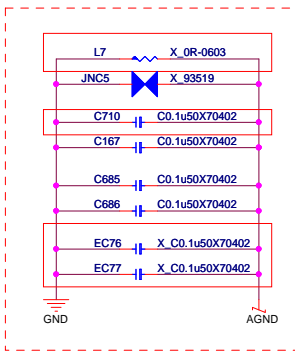 L7 X_0R-0603
JNC5 X_93519
C710 C0.1u50X70402
C167 C0.1u50X70402
C685 C0.1u50X70402
C686 C0.1u50X70402
EC76 X_C0.1u50X70402
EC77 X_C0.1u50X70402
GND AGND